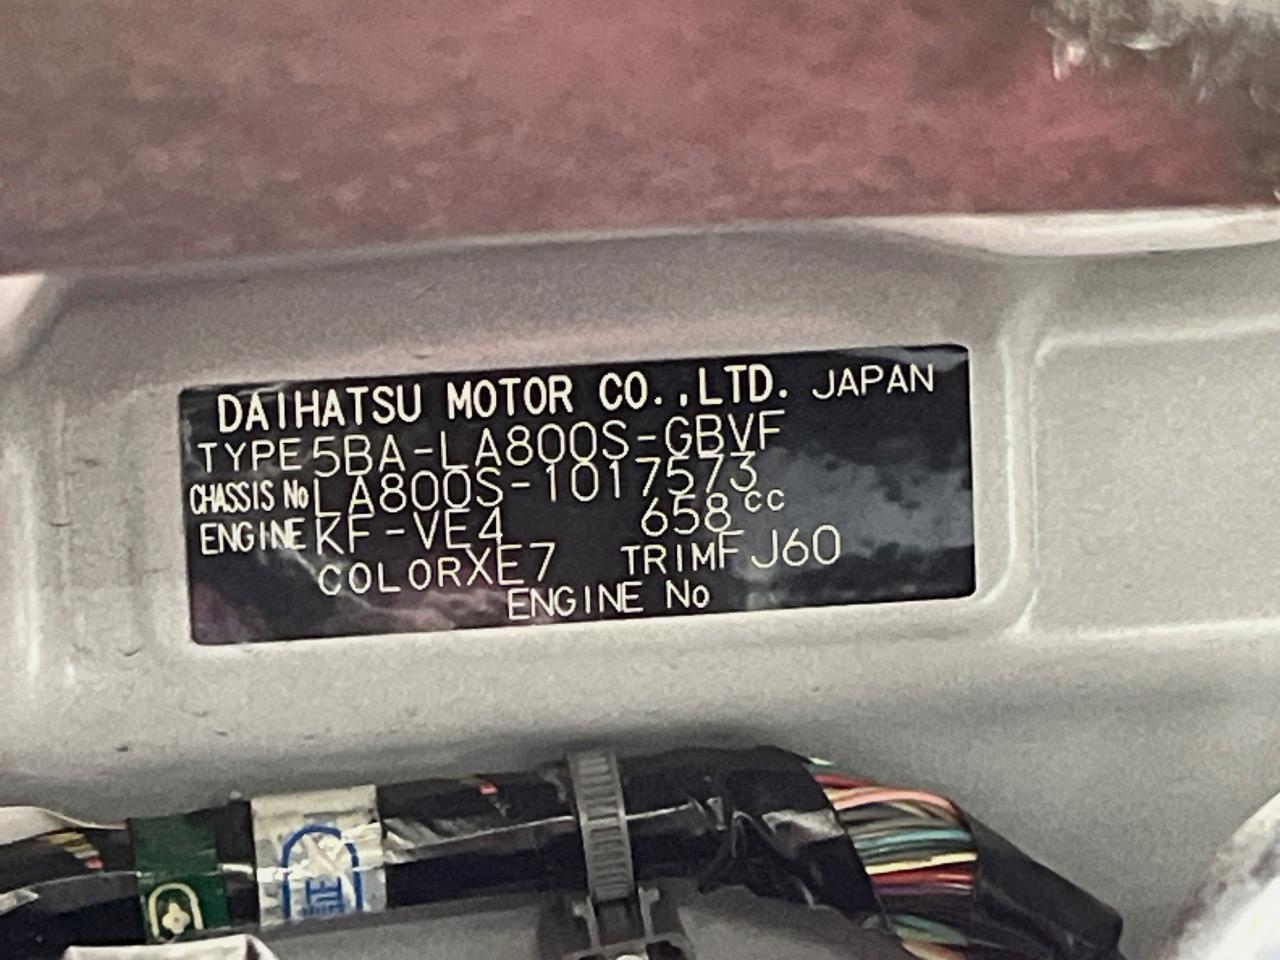 DAIHATSU MOTOR CO.,LTD. JAPAN
TYPE 5BA-LA800S-GBVF
CHASSIS No LA800S-1017573
ENGINE KF-VE4 658cc
COLOR XE7 TRIM FJ60
ENGINE No